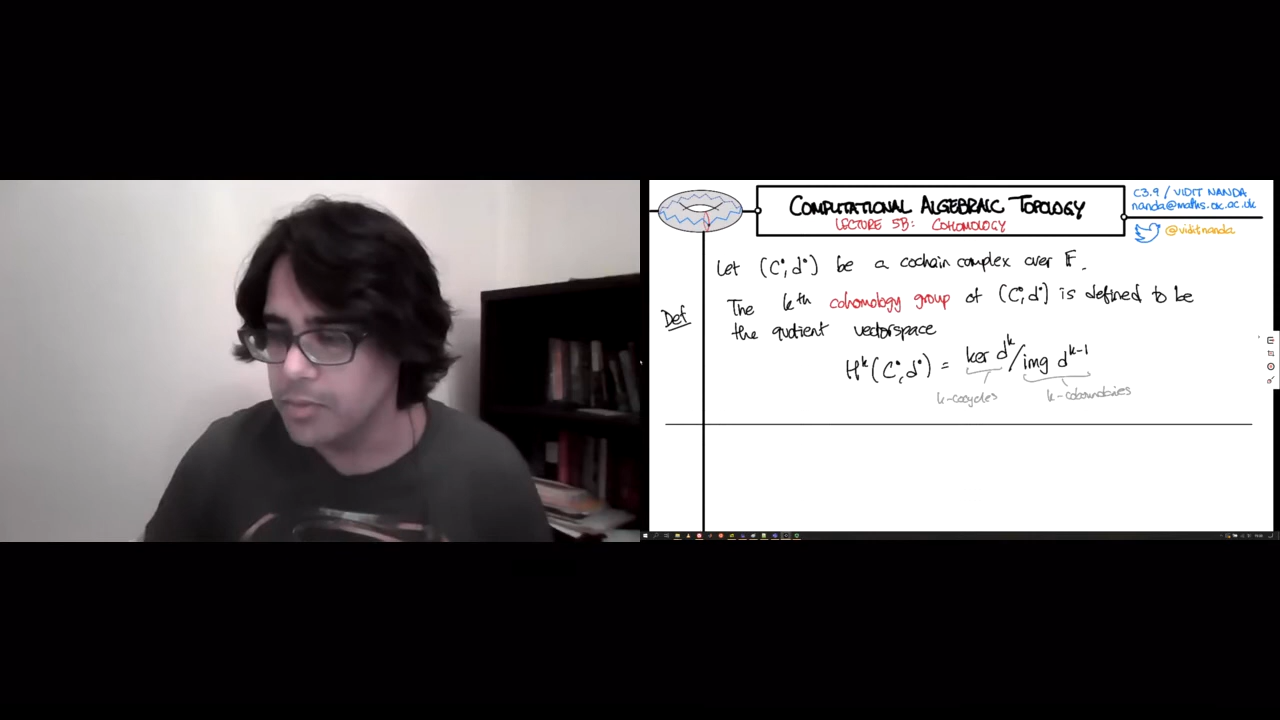 COMPUTATIONAL ALGEBRAIC TOPOLOGY
LECTURE 5B: COHOMOLOGY
C3.9 / VIDIT NANDA
nanda@maths.ox.ac.uk
@viditnanda
Let (C•, d•) be a cochain complex over F.
Def
The kth cohomology group of (C•, d•) is defined to be
the quotient vectorspace
Hᵏ(C•, d•) = ker dᵏ / img dᵏ⁻¹
k-cocycles k-coboundaries